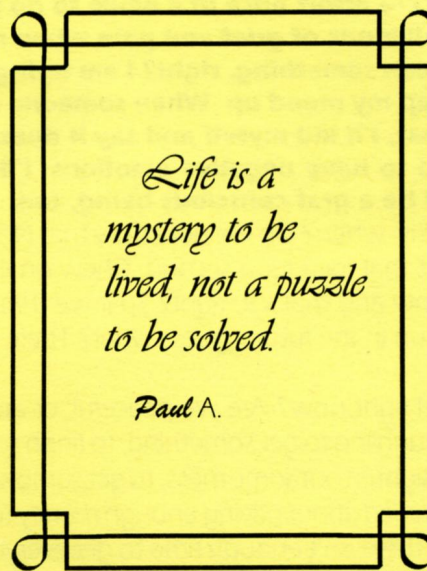 Life is a
mystery to be
lived, not a puzzle
to be solved.
Paul A.